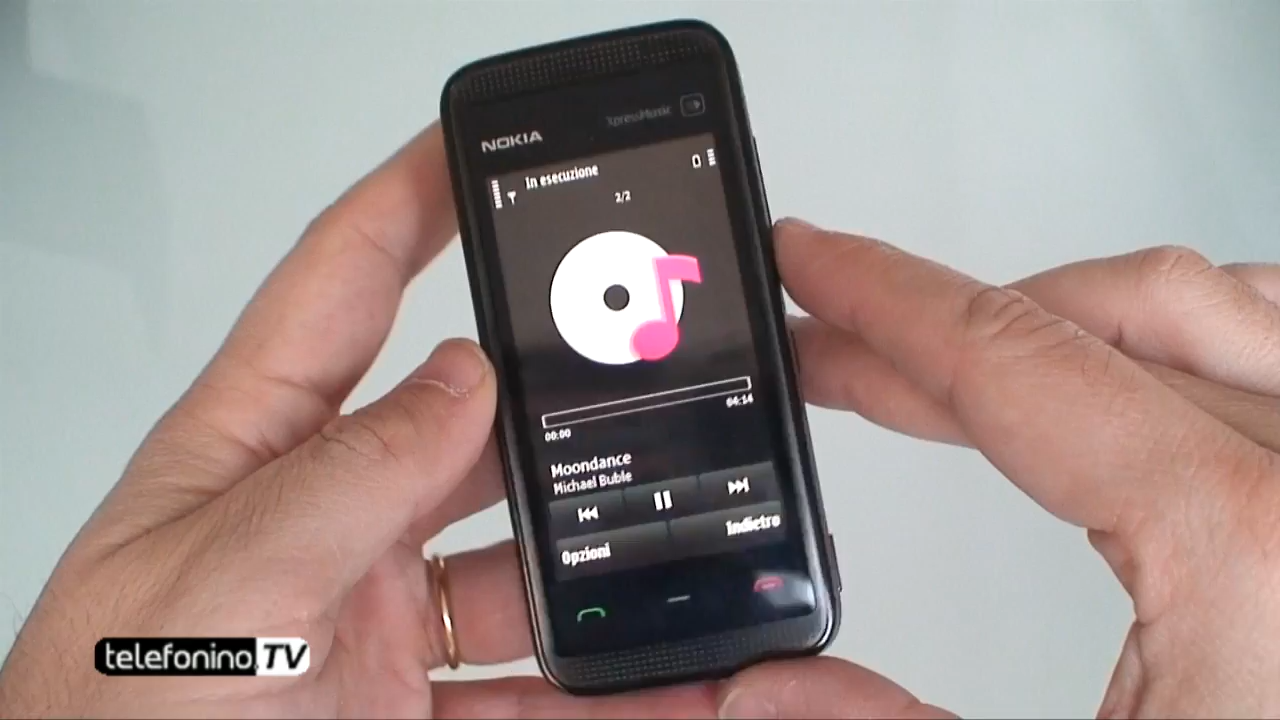 XpressMusic
NOKIA
In esecuzione
2/2
04:14
00:00
Moondance
Michael Buble
Indietro
Opzioni
telefonino.TV